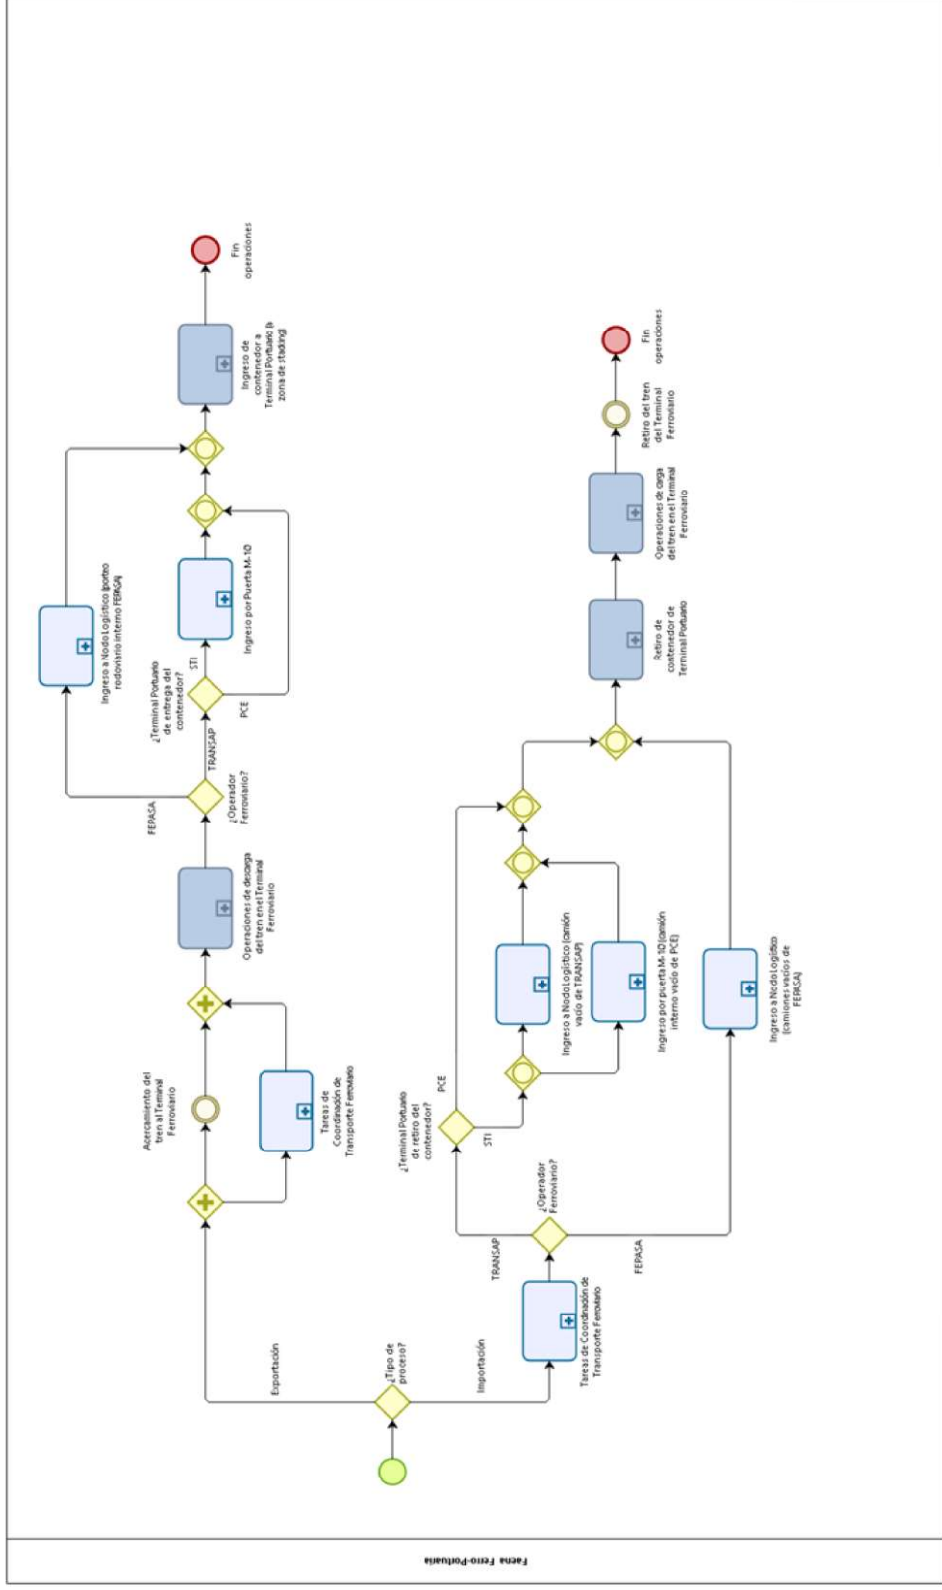 Faena Ferro-Portuaria
¿Tipo de
proceso?
Exportación
Acercamiento del
tren al Terminal
Ferroviario
Tareas de
Coordinación de
Transporte Ferroviario
Operaciones de descarga
del tren en el Terminal
Ferroviario
¿Operador
Ferroviario?
FEPASA
Ingreso a Nodo Logístico (porteo
rodoviario interno FEPASA)
TRANSAP
¿Terminal Portuario
de entrega del
contenedor?
STI
PCE
Ingreso por Puerta M-10
Ingreso de
contenedor a
Terminal Portuario (a
zona de stacking)
Fin
operaciones
Importación
Tareas de Coordinación de
Transporte Ferroviario
¿Operador
Ferroviario?
TRANSAP
FEPASA
¿Terminal Portuario
de retiro del
contenedor?
PCE
STI
Ingreso a Nodo Logístico (camión
vacío de TRANSAP)
Ingreso por puerta M-10 (camión
interno vacío de PCE)
Ingreso a Nodo Logístico
(camiones vacíos de
FEPASA)
Retiro de
contenedor de
Terminal Portuario
Operaciones de carga
del tren en el Terminal
Ferroviario
Retiro del tren
del Terminal
Ferroviario
Fin
operaciones